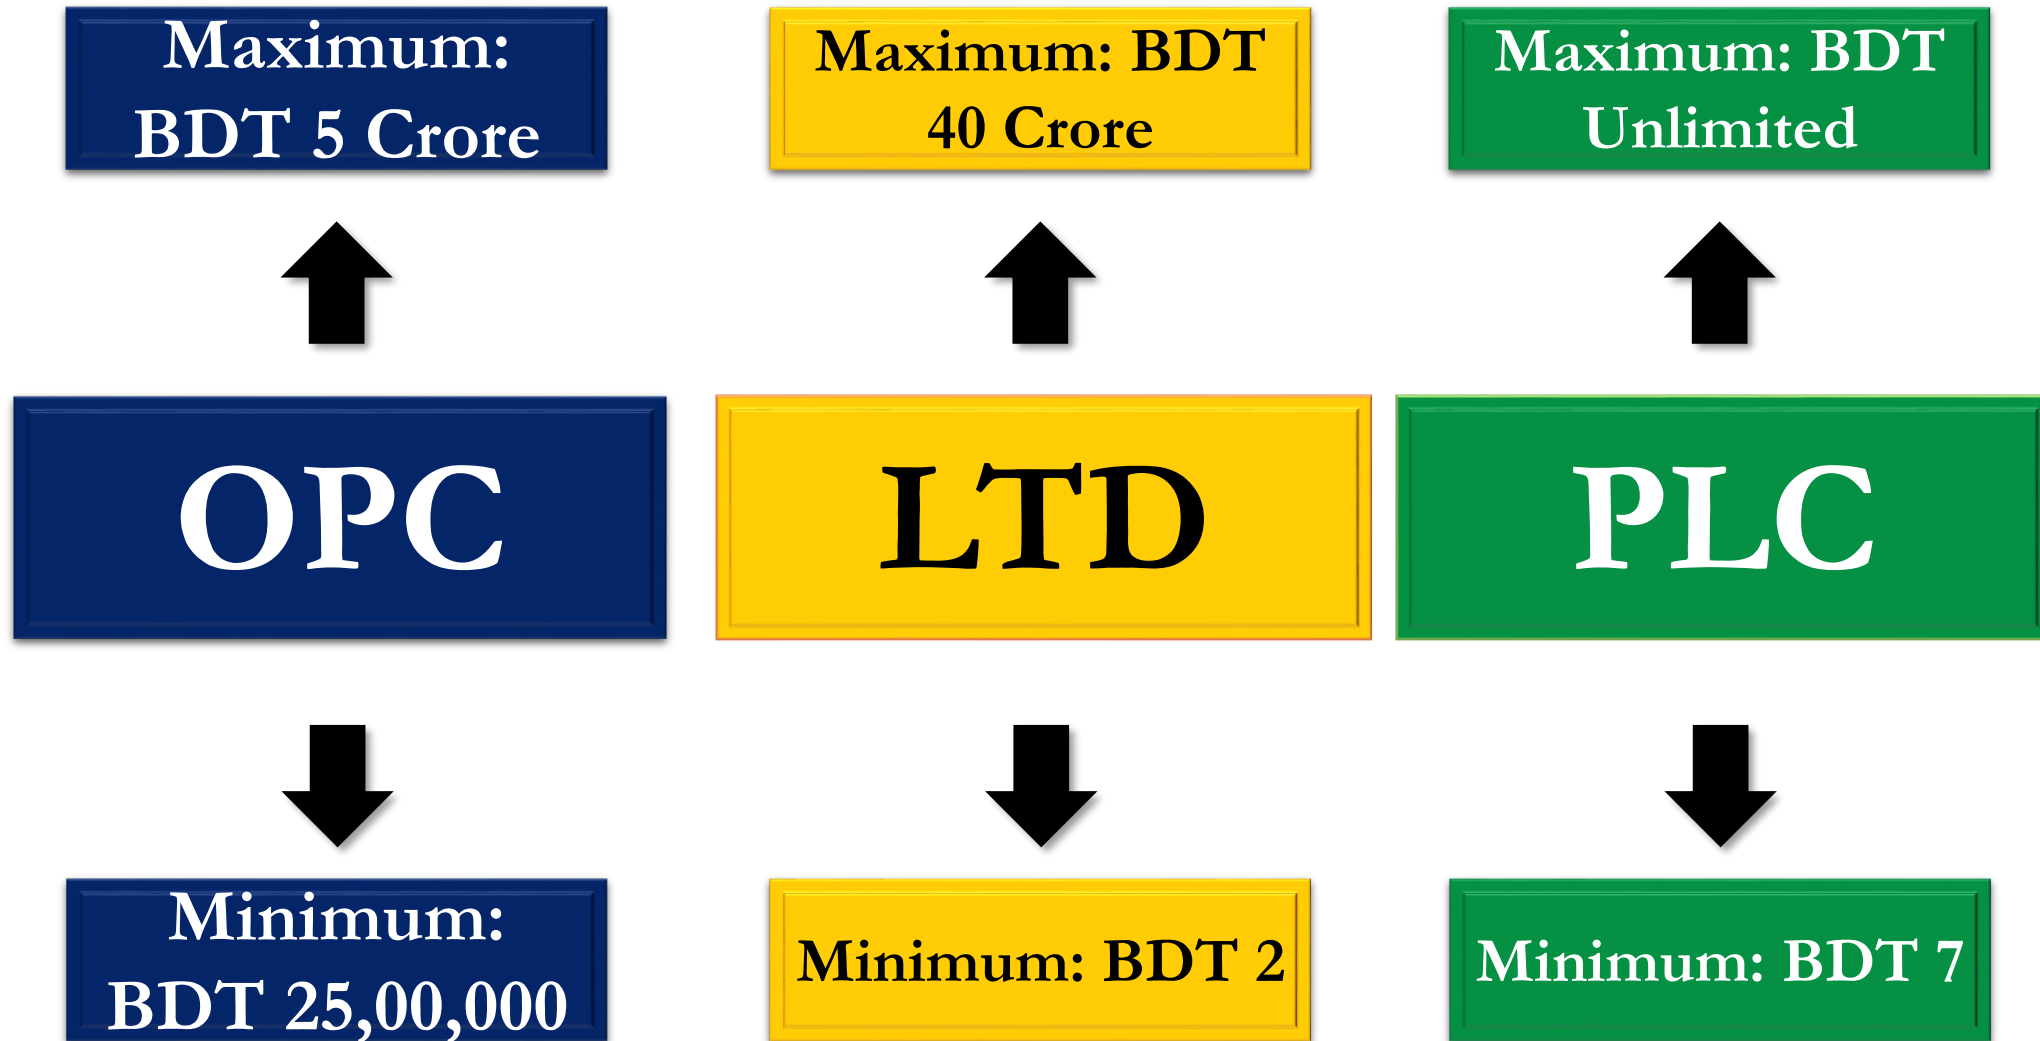 Maximum:
BDT 5 Crore
Maximum: BDT
40 Crore
Maximum: BDT
Unlimited
OPC
LTD
PLC
Minimum:
BDT 25,00,000
Minimum: BDT 2
Minimum: BDT 7